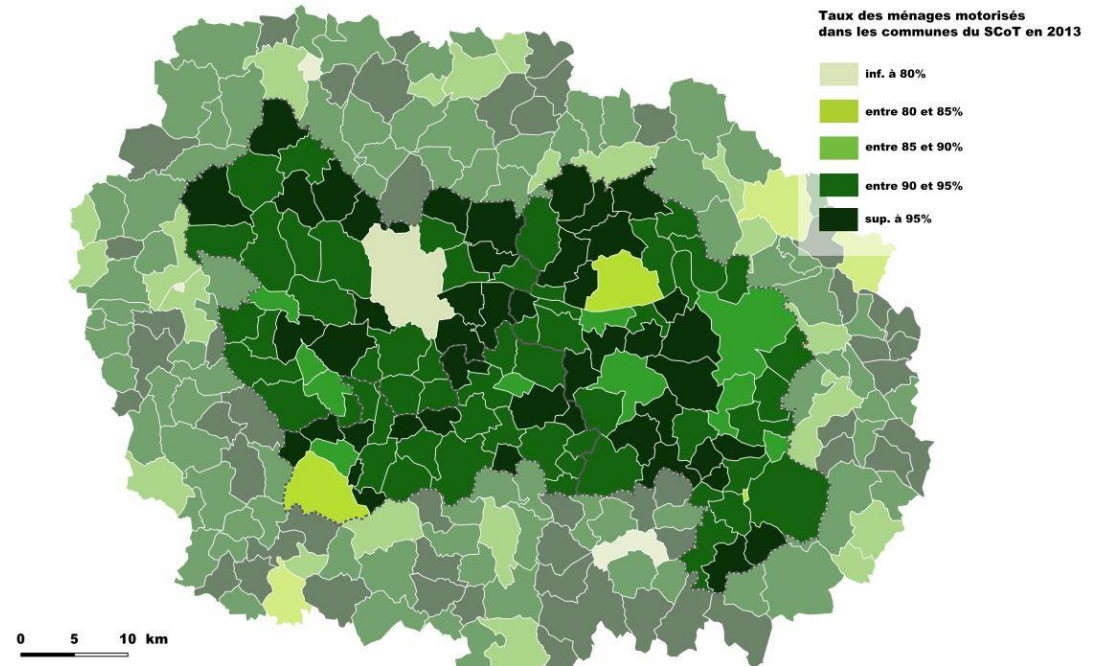 Taux des ménages motorisés
dans les communes du SCoT en 2013
inf. à 80%
entre 80 et 85%
entre 85 et 90%
entre 90 et 95%
sup. à 95%
0 5 10 km